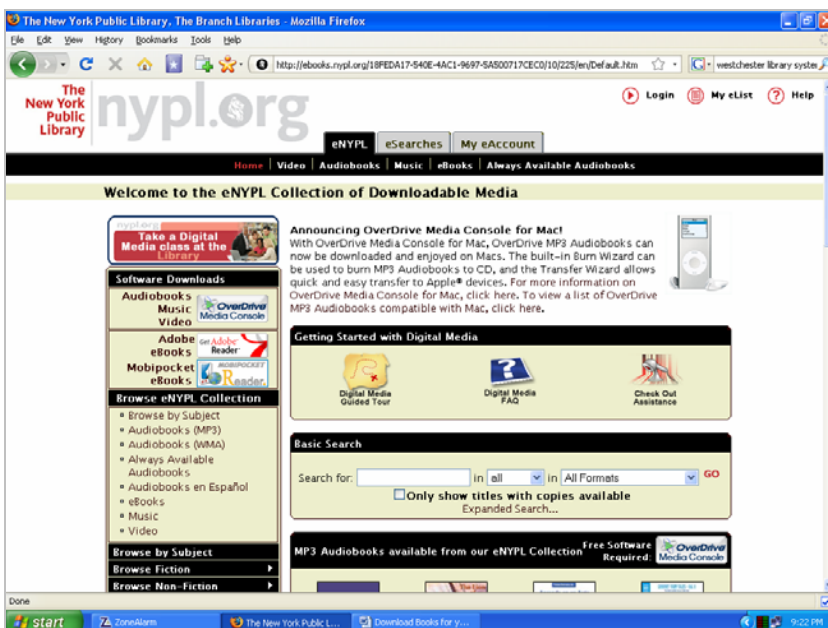 The New York Public Library, The Branch Libraries - Mozilla Firefox
File Edit View History Bookmarks Tools Help
http://ebooks.nypl.org/18FEDA17-540E-4AC1-9697-5A500717CEC0/10/225/en/Default.htm
westchester library system
The
New York
Public
Library
nypl.org
Login My eList Help
eNYPL eSearches My eAccount
Home Video Audiobooks Music eBooks Always Available Audiobooks
Welcome to the eNYPL Collection of Downloadable Media
nypl.org
Take a Digital
Media class at the
Library
Software Downloads
Audiobooks
Music
Video
OverDrive
Media Console
Adobe
eBooks
Get Adobe
Reader
Mobipocket
eBooks
MOBIPOCKET
Reader
Browse eNYPL Collection
Browse by Subject
Audiobooks (MP3)
Audiobooks (WMA)
Always Available
Audiobooks
Audiobooks en Español
eBooks
Music
Video
Browse by Subject
Browse Fiction
Browse Non-Fiction
Announcing OverDrive Media Console for Mac!
With OverDrive Media Console for Mac, OverDrive MP3 Audiobooks can
now be downloaded and enjoyed on Macs. The built-in Burn Wizard can
be used to burn MP3 Audiobooks to CD, and the Transfer Wizard allows
quick and easy transfer to Apple® devices. For more information on
OverDrive Media Console for Mac, click here. To view a list of OverDrive
MP3 Audiobooks compatible with Mac, click here.
Getting Started with Digital Media
Digital Media
Guided Tour
Digital Media
FAQ
Check Out
Assistance
Basic Search
Search for: in all in All Formats GO
Only show titles with copies available
Expanded Search...
MP3 Audiobooks available from our eNYPL Collection
Free Software
Required:
OverDrive
Media Console
Done
start ZoneAlarm The New York Public L... Download Books for y... 9:22 PM